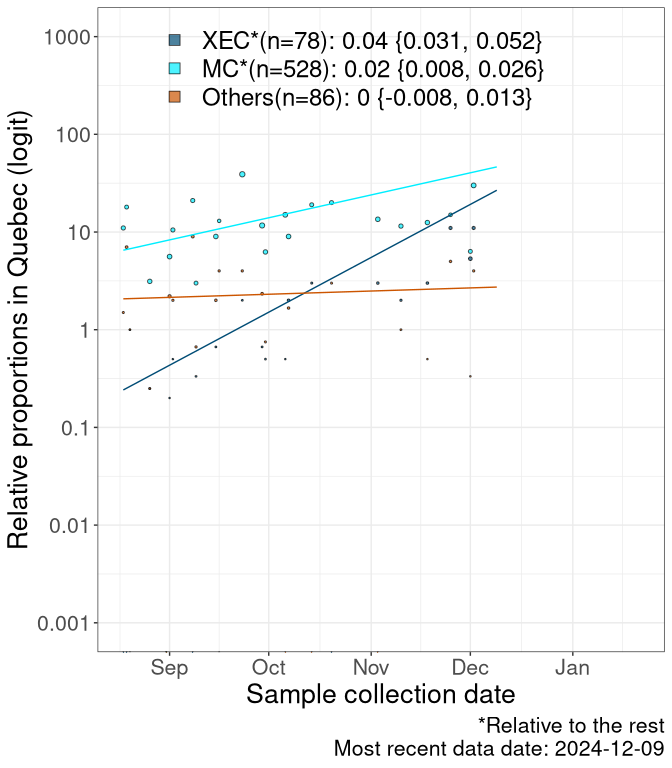 XEC*(n=78): 0.04 {0.031, 0.052}
MC*(n=528): 0.02 {0.008, 0.026}
Others(n=86): 0 {-0.008, 0.013}
Relative proportions in Quebec (logit)
1000
100
10
1
0.1
0.01
0.001
Sep Oct Nov Dec Jan
Sample collection date
*Relative to the rest
Most recent data date: 2024-12-09